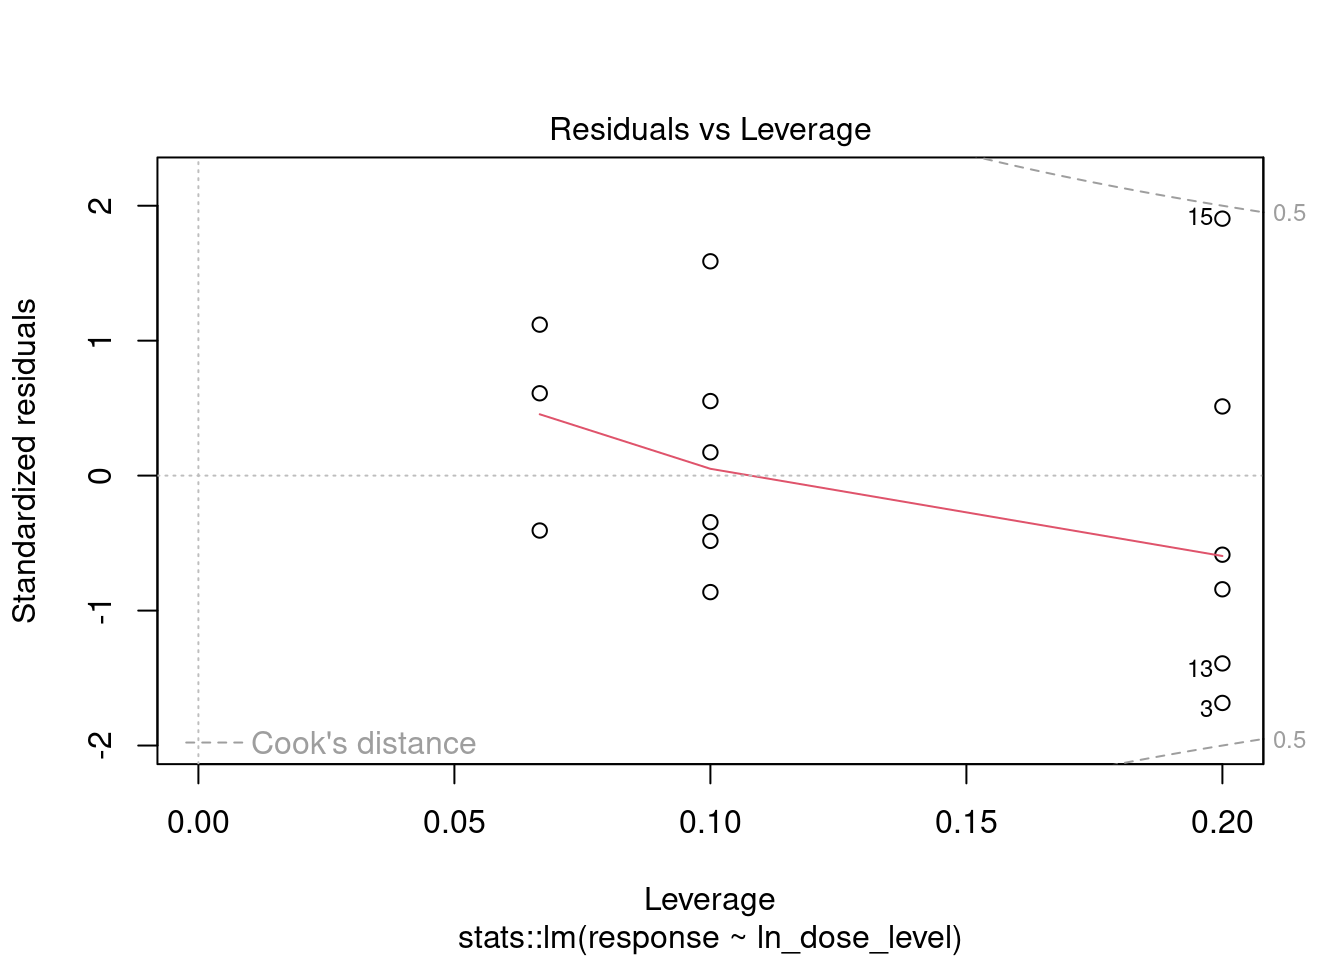 Residuals vs Leverage
Standardized residuals
2
1
0
-1
-2
15
0.5
13
3
0.5
Cook's distance
0.00 0.05 0.10 0.15 0.20
Leverage
stats::lm(response ~ ln_dose_level)